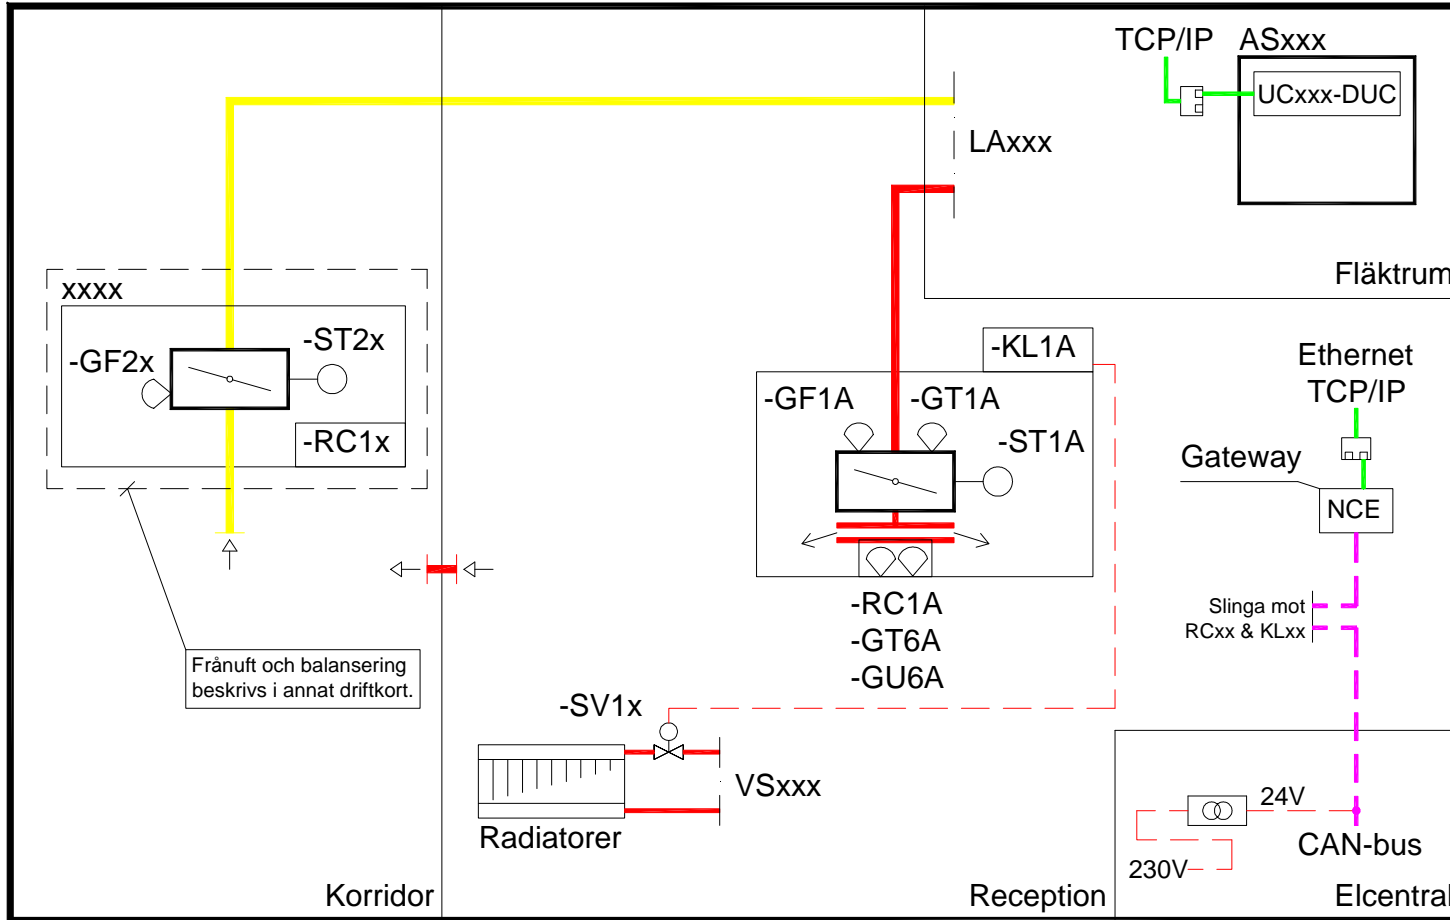 TCP/IP
ASxxx
UCxxx-DUC
LAxxx
Fläktrum
xxxx
-GF2x
-ST2x
-RC1x
-KL1A
-GF1A
-GT1A
-ST1A
Ethernet
TCP/IP
Gateway
NCE
-RC1A
-GT6A
-GU6A
Slinga mot
RCxx & KLxx
Frånuft och balansering
beskrivs i annat driftkort.
-SV1x
VSxxx
Radiatorer
24V
230V
CAN-bus
Korridor
Reception
Elcentral